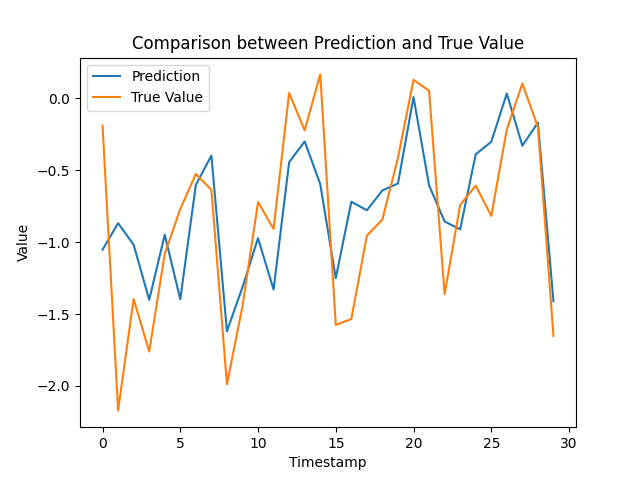 Comparison between Prediction and True Value
Prediction
True Value
0.0
−0.5
−1.0
−1.5
−2.0
Value
0 5 10 15 20 25 30
Timestamp